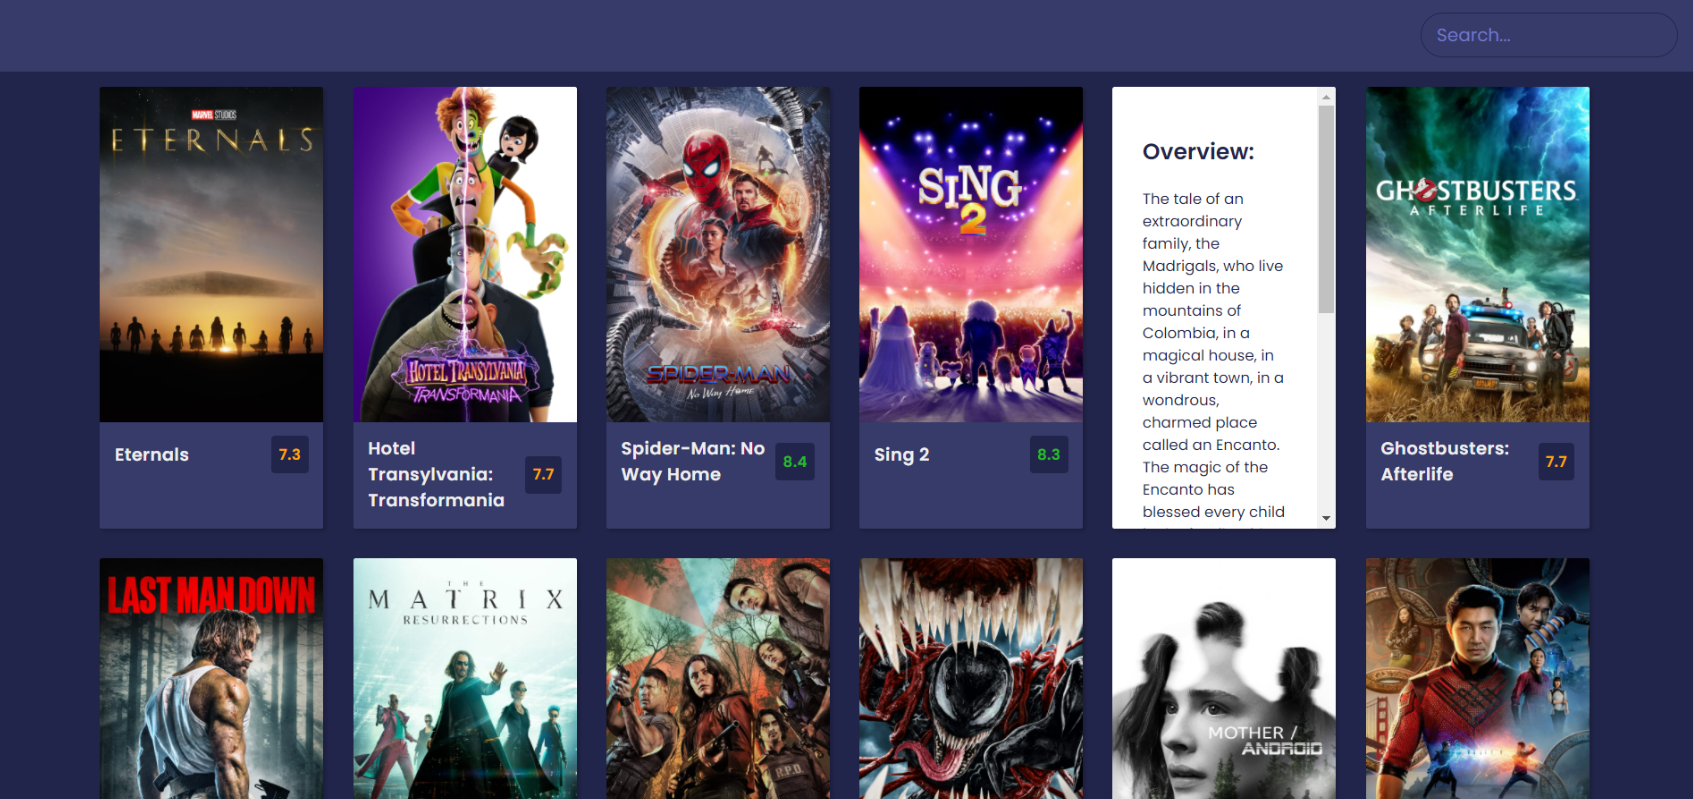 Search...
MARVEL STUDIOS
ETERNALS
HOTEL TRANSYLVANIA
TRANSFORMANIA
SPIDER-MAN
No Way Home
SING
2
Overview:
The tale of an
extraordinary
family, the
Madrigals, who live
hidden in the
mountains of
Colombia, in a
magical house, in
a vibrant town, in a
wondrous,
charmed place
called an Encanto.
The magic of the
Encanto has
blessed every child
GHOSTBUSTERS
AFTERLIFE
Eternals
7.3
Hotel
Transylvania:
Transformania
7.7
Spider-Man: No
Way Home
8.4
Sing 2
8.3
Ghostbusters:
Afterlife
7.7
LAST MAN DOWN
THE
MATRIX
RESURRECTIONS
R.P.D
MOTHER /
ANDROID